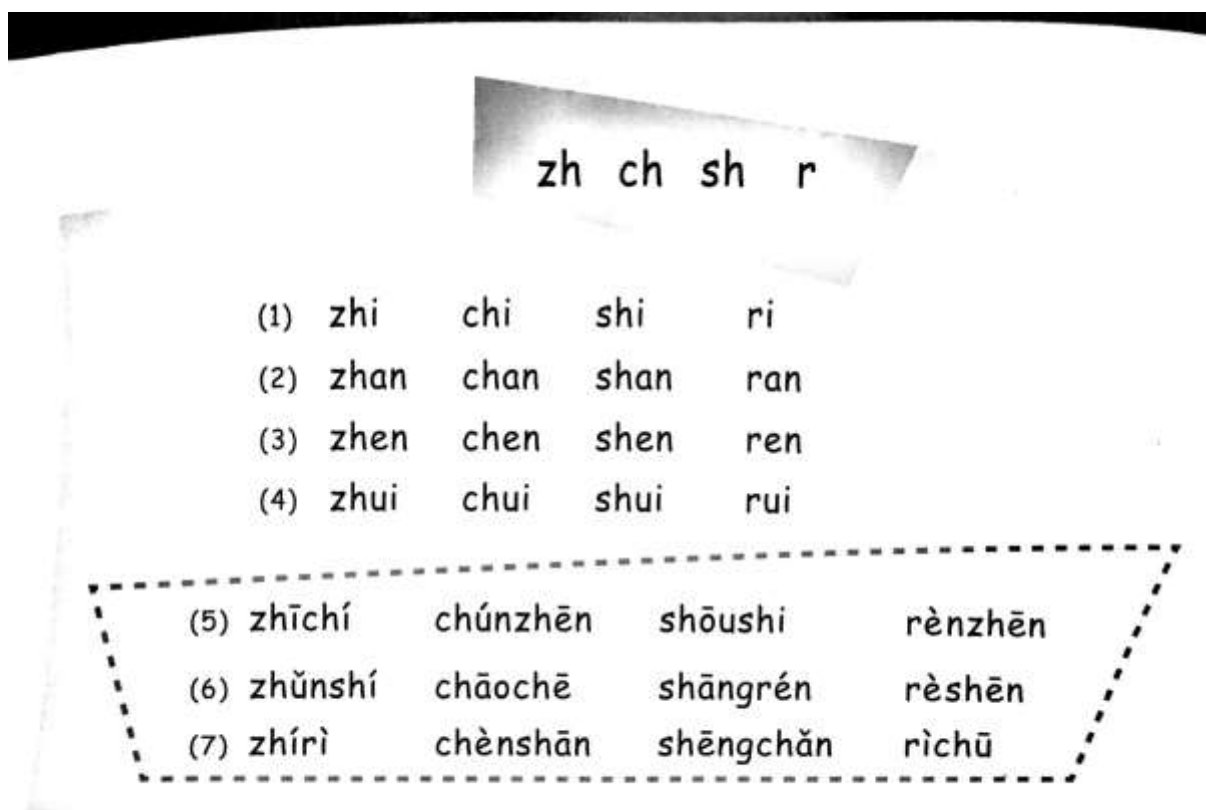 zh ch sh r
(1) zhi chi shi ri
(2) zhan chan shan ran
(3) zhen chen shen ren
(4) zhui chui shui rui
(5) zhīchí chúnzhēn shōushi rènzhēn
(6) zhǔnshí chāochē shāngrén rèshēn
(7) zhírì chènshān shēngchǎn rìchū